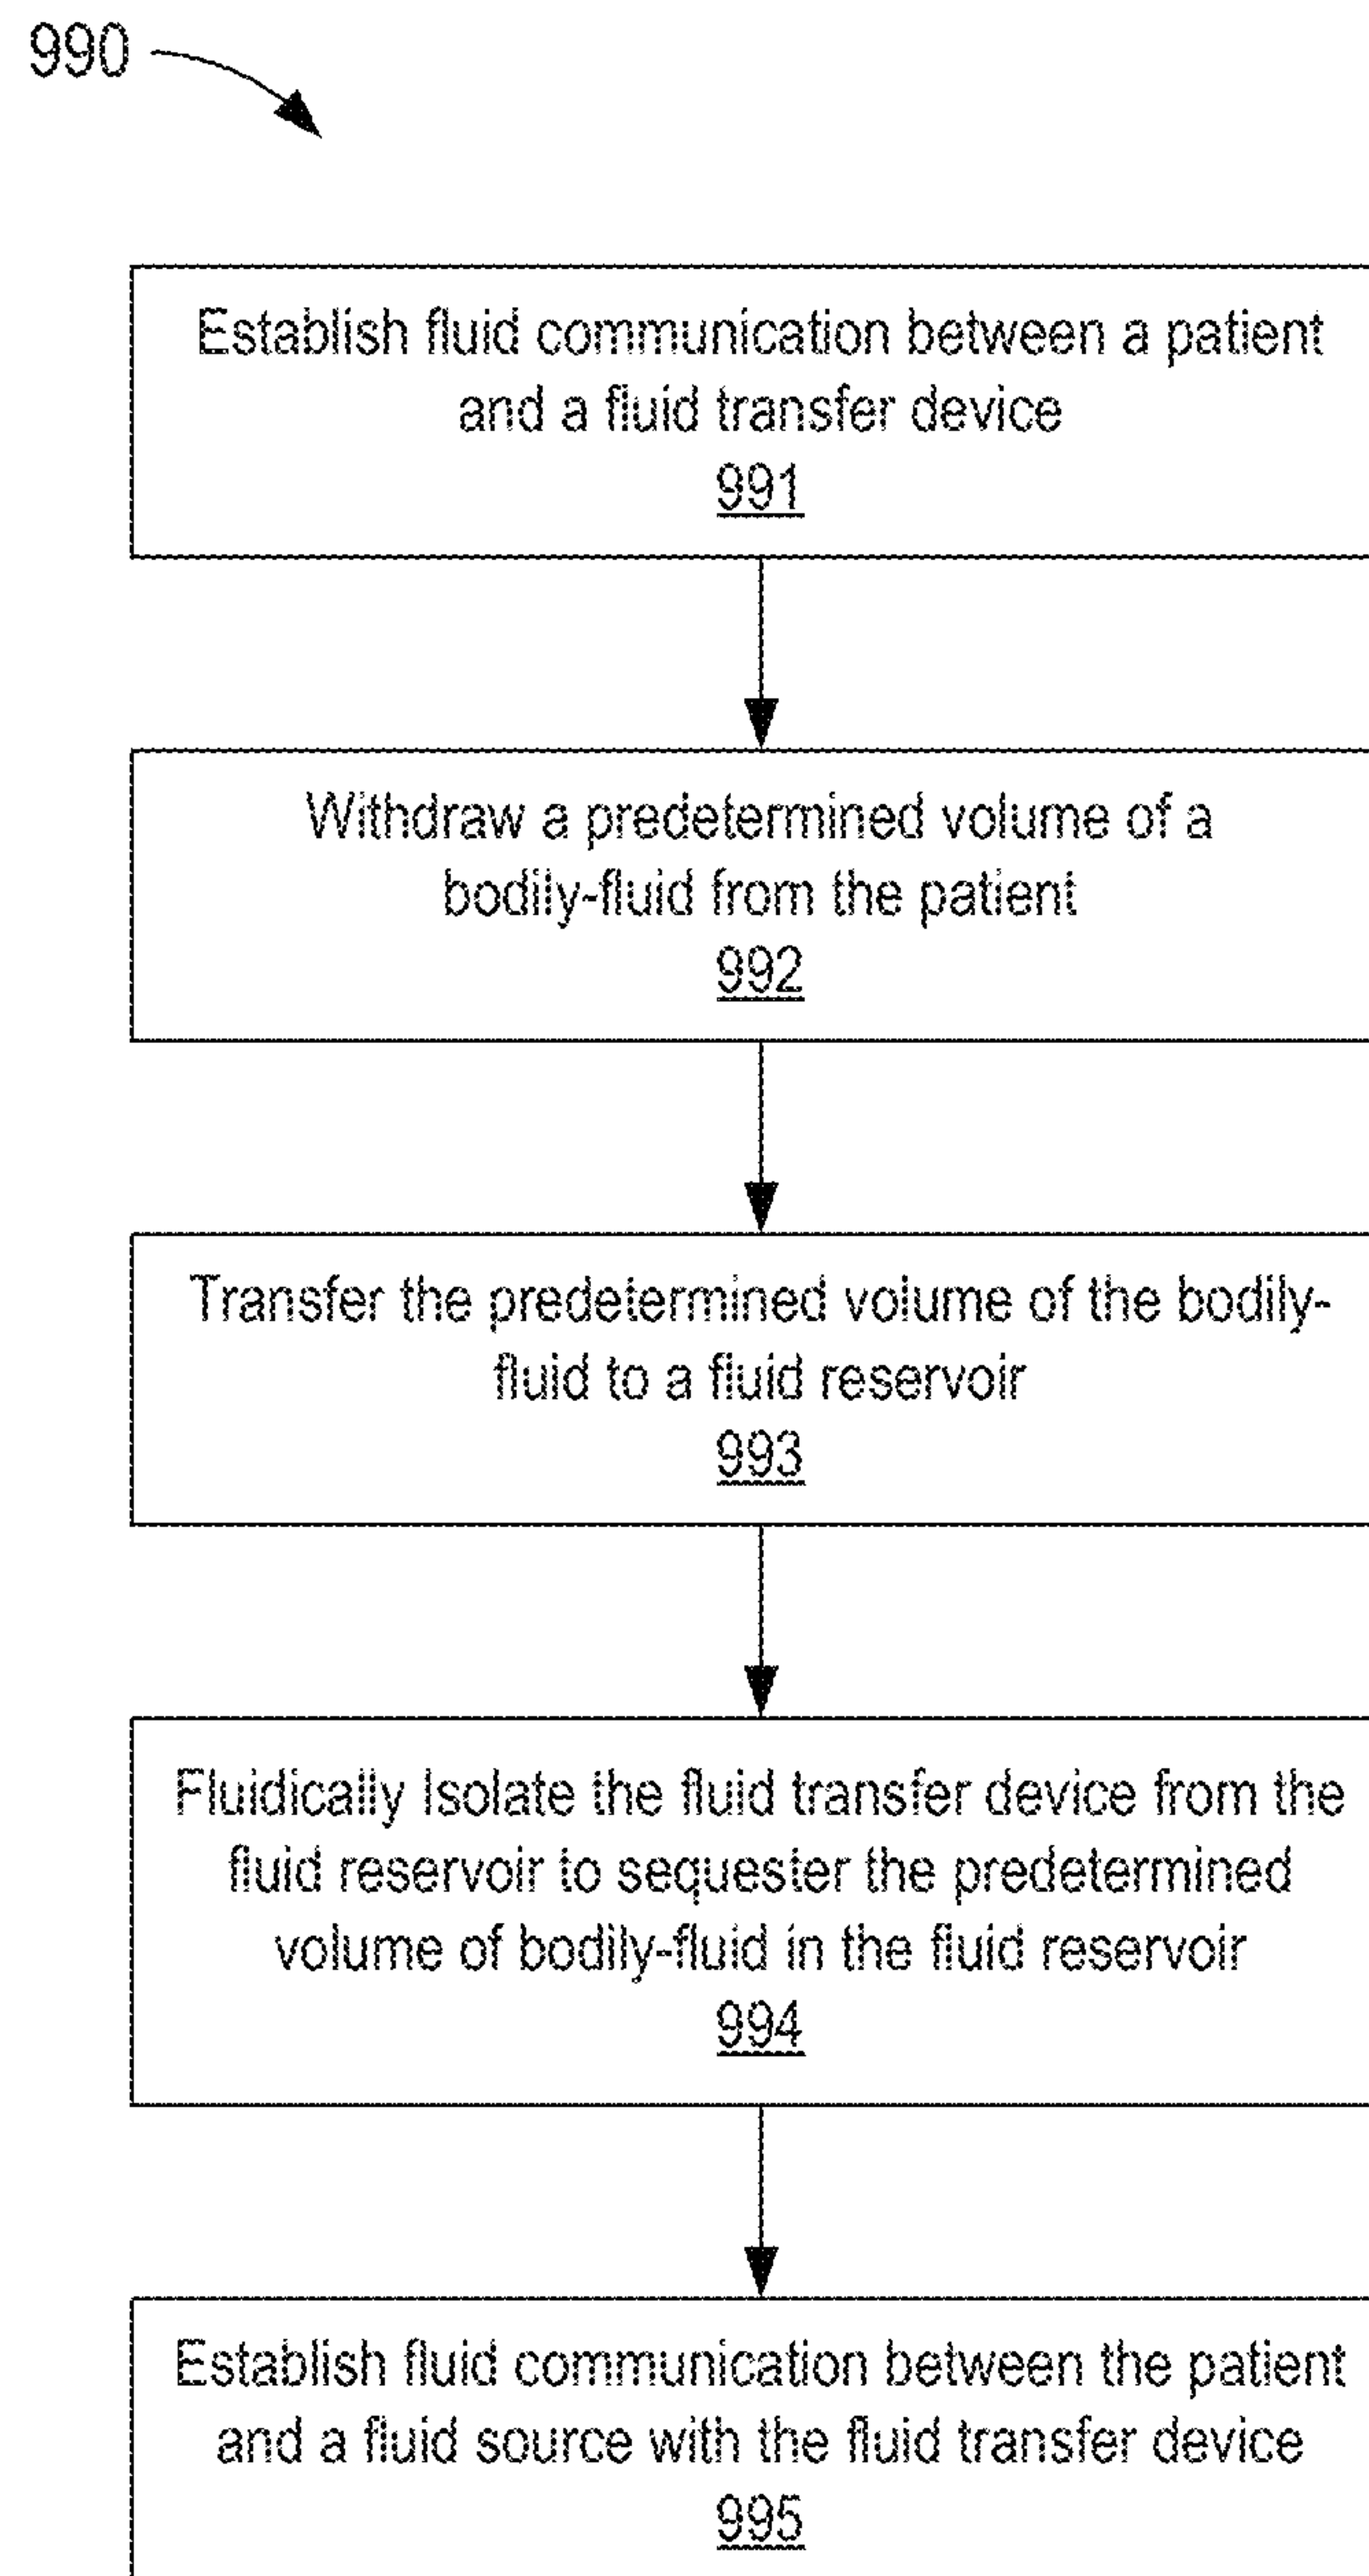 990
Establish fluid communication between a patient
and a fluid transfer device
991
Withdraw a predetermined volume of a
bodily-fluid from the patient
992
Transfer the predetermined volume of the bodily-
fluid to a fluid reservoir
993
Fluidically Isolate the fluid transfer device from the
fluid reservoir to sequester the predetermined
volume of bodily-fluid in the fluid reservoir
994
Establish fluid communication between the patient
and a fluid source with the fluid transfer device
995